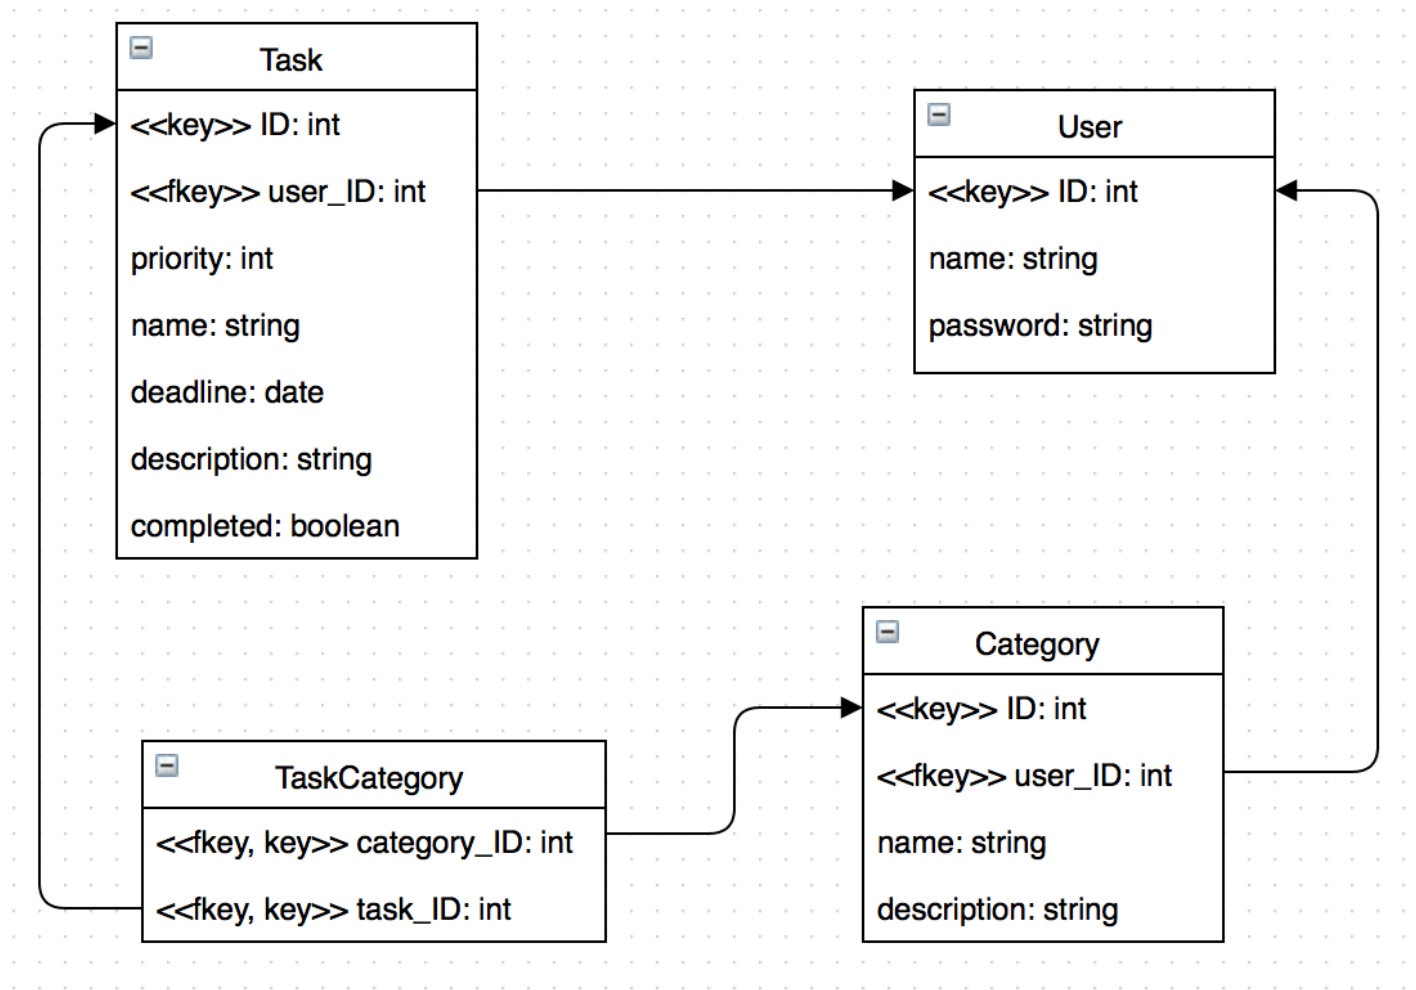 Task
<<key>> ID: int
<<fkey>> user_ID: int
priority: int
name: string
deadline: date
description: string
completed: boolean
User
<<key>> ID: int
name: string
password: string
TaskCategory
<<fkey, key>> category_ID: int
<<fkey, key>> task_ID: int
Category
<<key>> ID: int
<<fkey>> user_ID: int
name: string
description: string